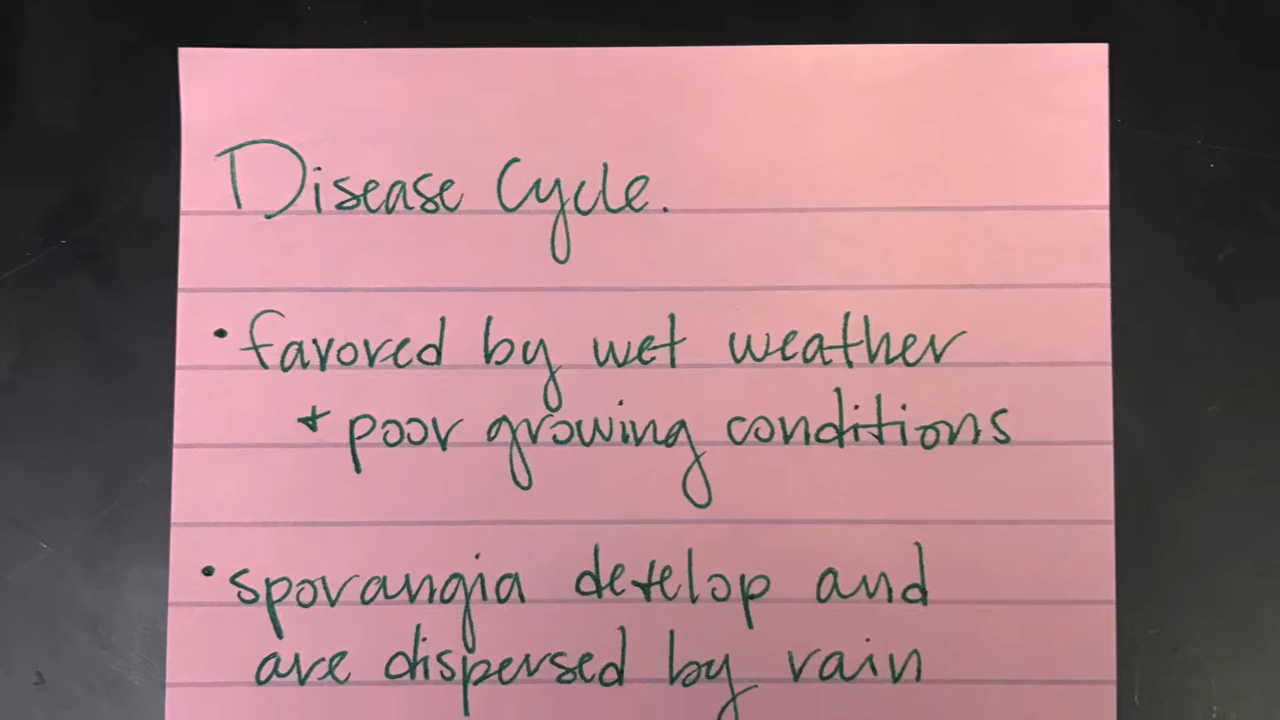 Disease Cycle.
• favored by wet weather
+ poor growing conditions
• sporangia develop and
are dispersed by rain